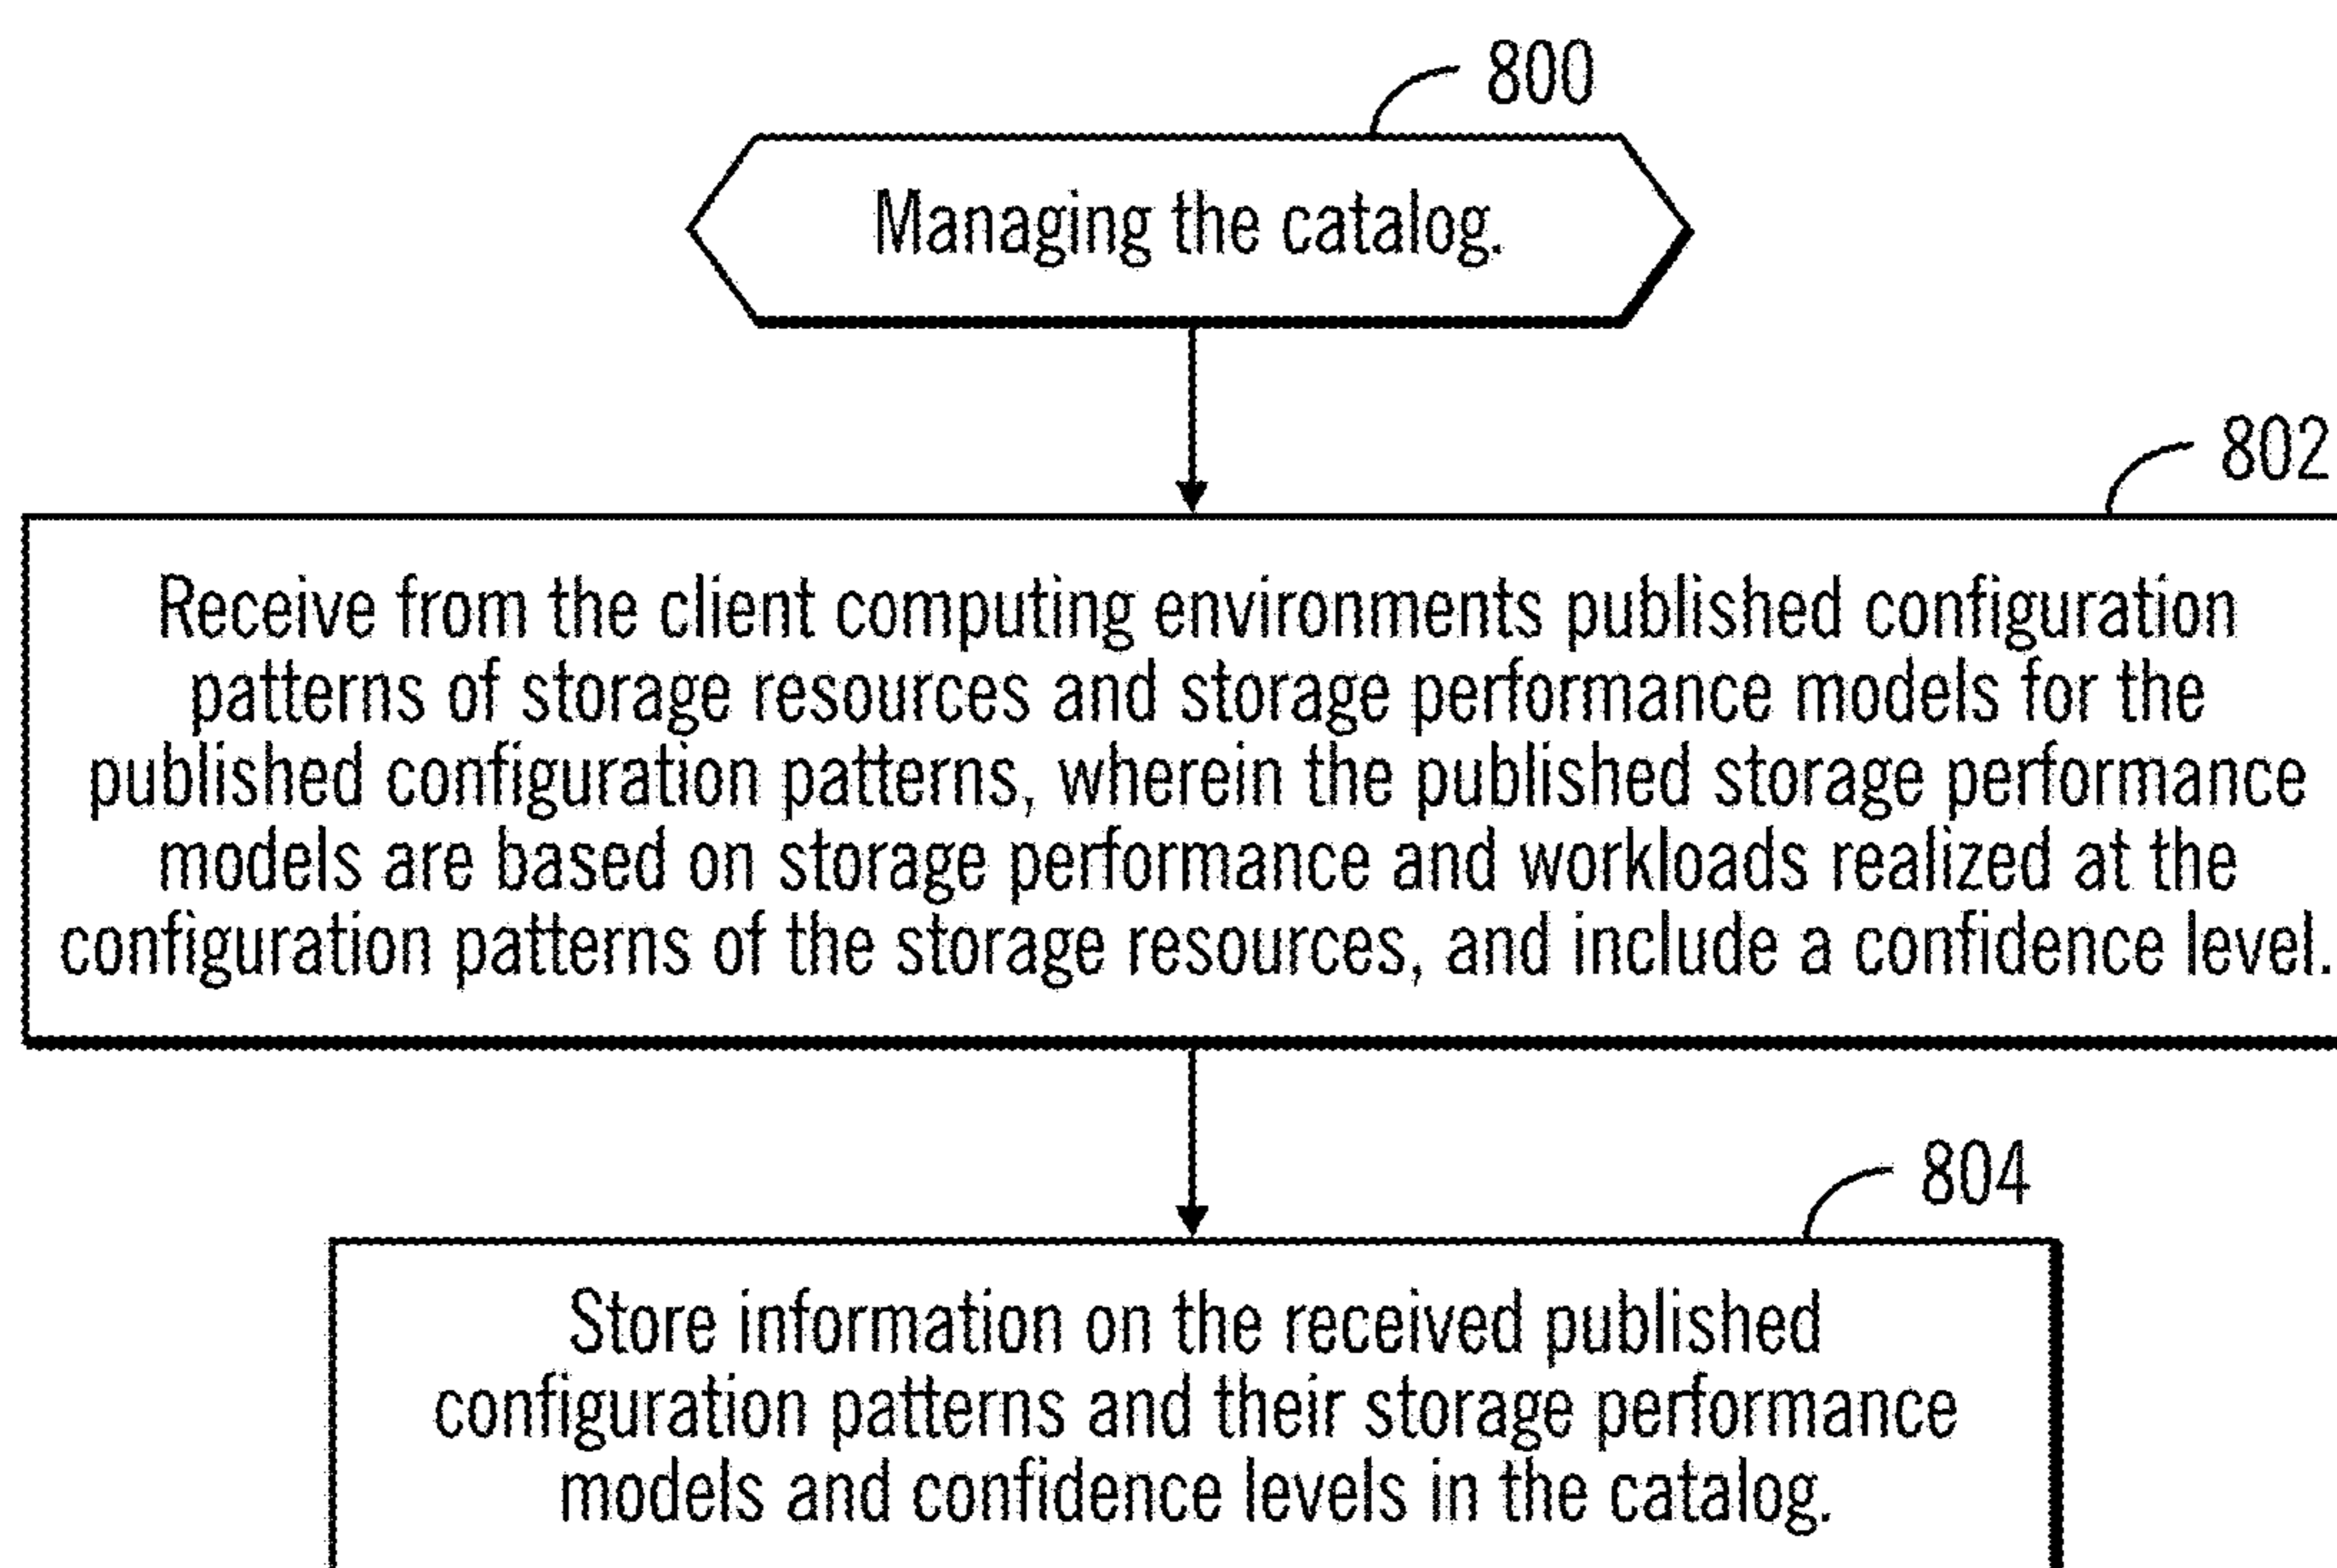 800
Managing the catalog.
802
Receive from the client computing environments published configuration
patterns of storage resources and storage performance models for the
published configuration patterns, wherein the published storage performance
models are based on storage performance and workloads realized at the
configuration patterns of the storage resources, and include a confidence level.
804
Store information on the received published
configuration patterns and their storage performance
models and confidence levels in the catalog.